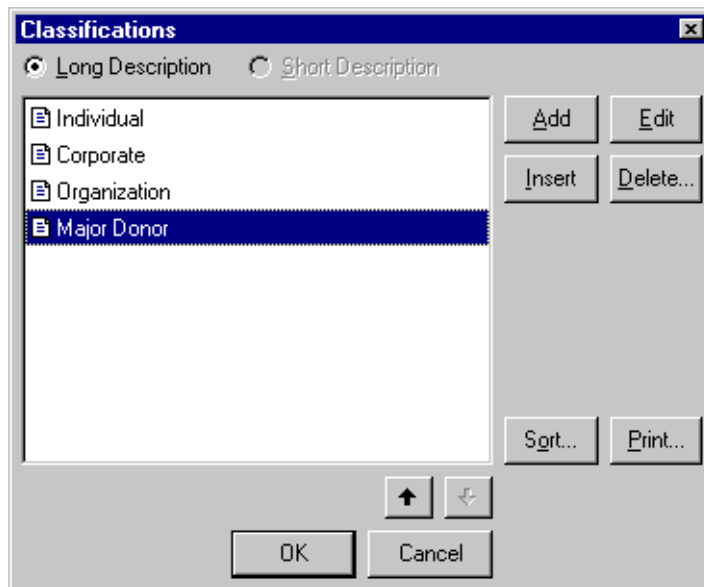 Classifications
Long Description Short Description
Individual
Corporate
Organization
Major Donor
Add Edit
Insert Delete...
Sort... Print...
OK Cancel